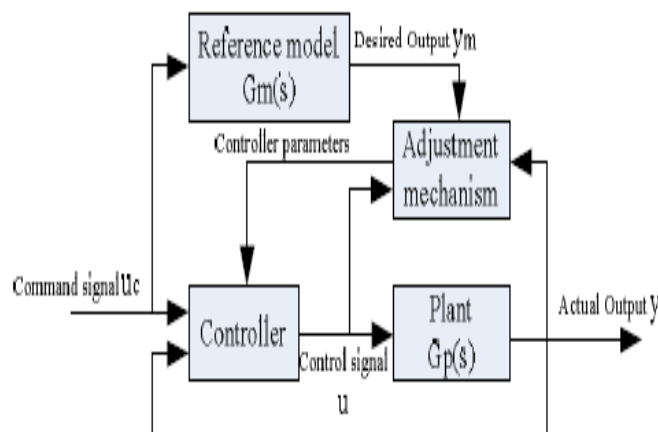 Reference model
Gm(s)
Desired Output ym
Controller parameters
Adjustment
mechanism
Command signal uc
Controller
Control signal
u
Plant
Gp(s)
Actual Output y